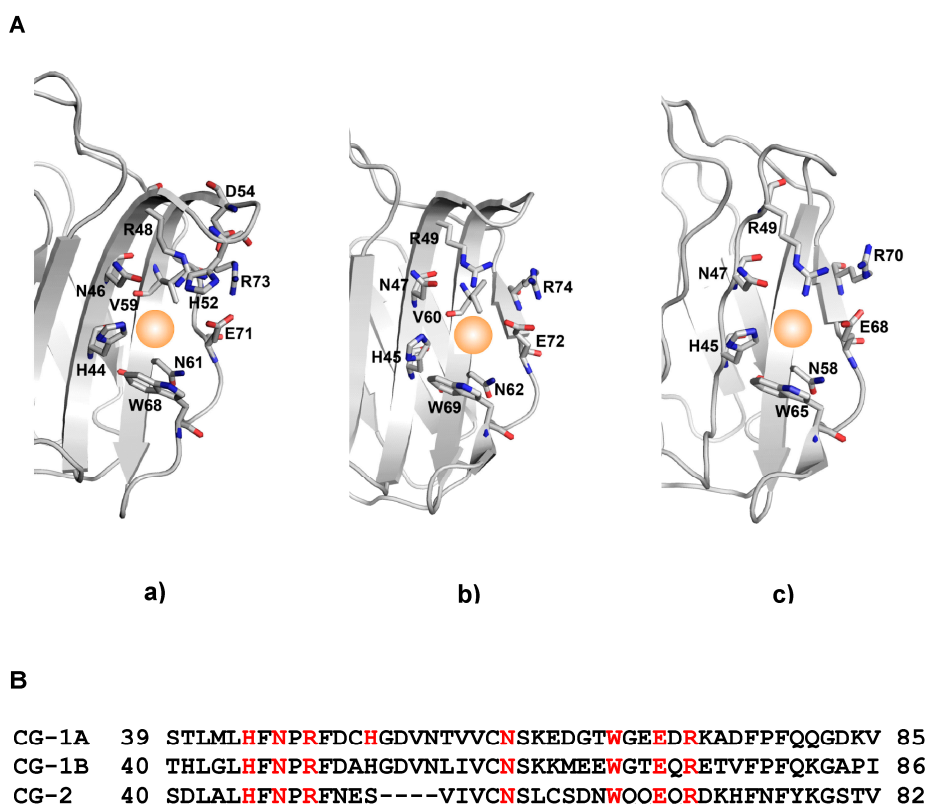 A
D54
R48
R73
N46
V59
H52
E71
H44
N61
W68
R49
N47
R74
V60
E72
H45
N62
W69
R49
R70
N47
E68
H45
N58
W65
a)
b)
c)
B
CG-1A 39 STLMLHFNPRFDCHGDVNTVVCNSKEDGTWGEEDRKADFPFQQGDKV 85
CG-1B 40 THLGLHFNPRFDAHGDVNLIVCNSKKMEEWGTEQRETVFPFQKGAPI 86
CG-2 40 SDLALHFNPRFNES----VIVCNSLCSDNWOOEQRDKHFNFYKGSTV 82